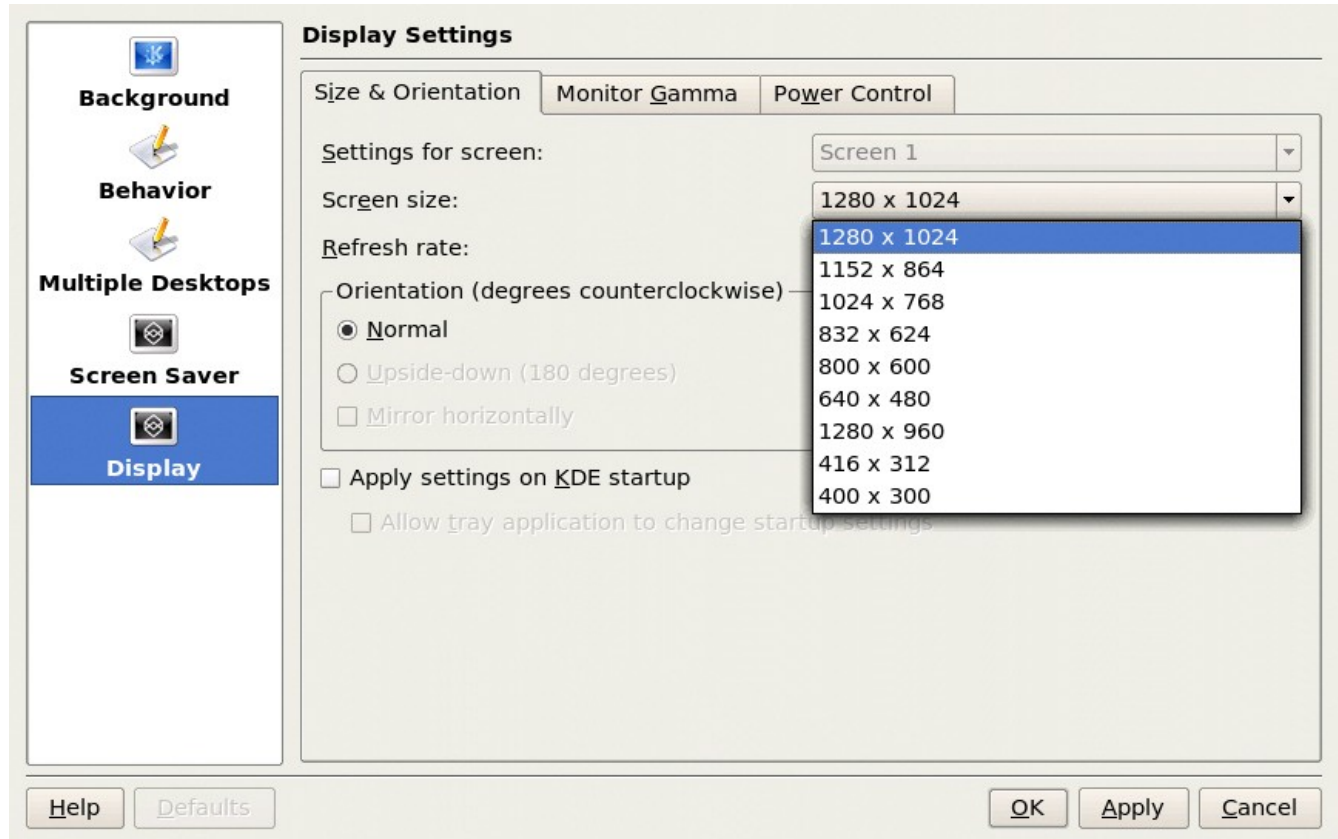 Display Settings
Background
Behavior
Multiple Desktops
Screen Saver
Display
Size & Orientation
Monitor Gamma
Power Control
Settings for screen:
Screen 1
Screen size:
1280 x 1024
Refresh rate:
1280 x 1024
1152 x 864
1024 x 768
832 x 624
800 x 600
640 x 480
1280 x 960
416 x 312
400 x 300
Orientation (degrees counterclockwise)
Normal
Upside-down (180 degrees)
Mirror horizontally
Apply settings on KDE startup
Allow tray application to change startup settings
Help
Defaults
OK
Apply
Cancel